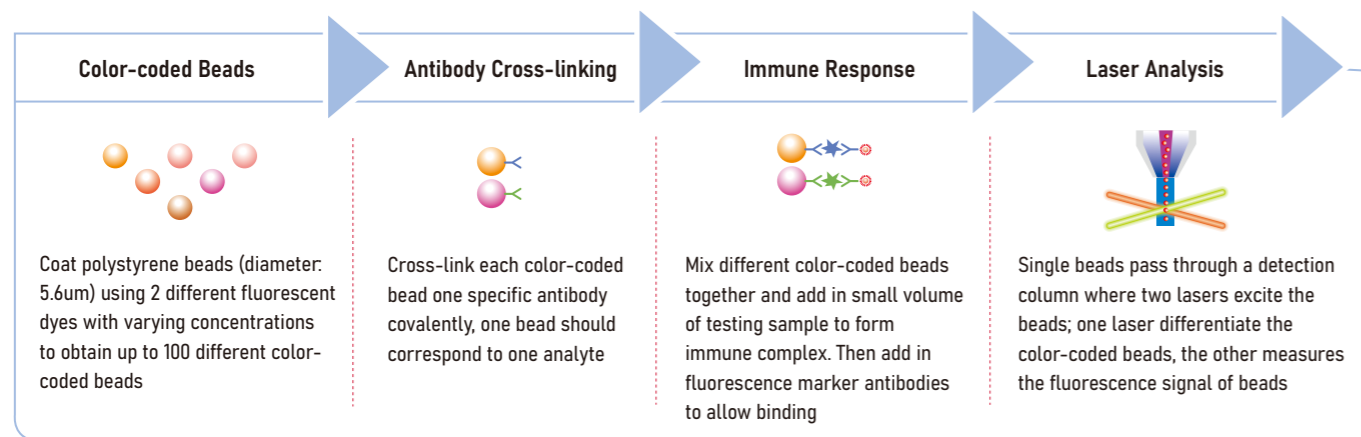 Color-coded Beads
Antibody Cross-linking
Immune Response
Laser Analysis
Coat polystyrene beads (diameter:
5.6um) using 2 different fluorescent
dyes with varying concentrations
to obtain up to 100 different color-
coded beads
Cross-link each color-coded
bead one specific antibody
covalently, one bead should
correspond to one analyte
Mix different color-coded beads
together and add in small volume
of testing sample to form
immune complex. Then add in
fluorescence marker antibodies
to allow binding
Single beads pass through a detection
column where two lasers excite the
beads; one laser differentiate the
color-coded beads, the other measures
the fluorescence signal of beads